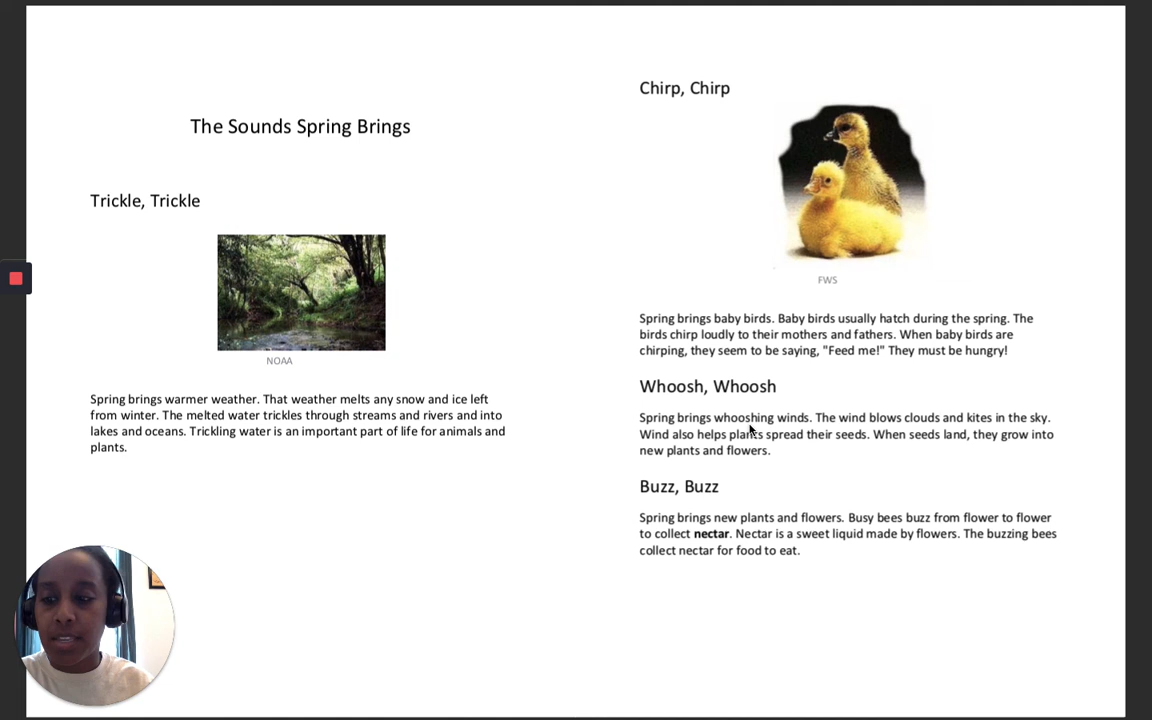 The Sounds Spring Brings
Trickle, Trickle
NOAA
Spring brings warmer weather. That weather melts any snow and ice left
from winter. The melted water trickles through streams and rivers and into
lakes and oceans. Trickling water is an important part of life for animals and
plants.
Chirp, Chirp
FWS
Spring brings baby birds. Baby birds usually hatch during the spring. The
birds chirp loudly to their mothers and fathers. When baby birds are
chirping, they seem to be saying, "Feed me!" They must be hungry!
Whoosh, Whoosh
Spring brings whooshing winds. The wind blows clouds and kites in the sky.
Wind also helps plants spread their seeds. When seeds land, they grow into
new plants and flowers.
Buzz, Buzz
Spring brings new plants and flowers. Busy bees buzz from flower to flower
to collect nectar. Nectar is a sweet liquid made by flowers. The buzzing bees
collect nectar for food to eat.